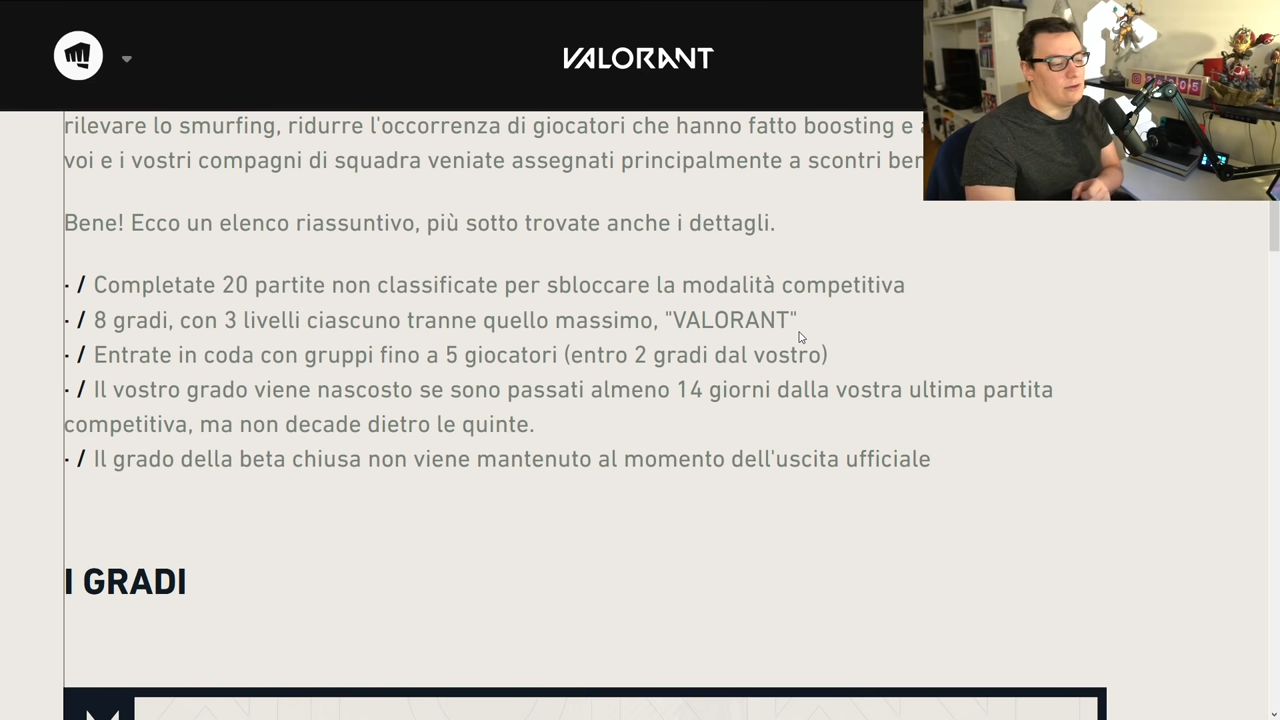 VALORANT
rilevare lo smurfing, ridurre l'occorrenza di giocatori che hanno fatto boosting e
voi e i vostri compagni di squadra veniate assegnati principalmente a scontri
Bene! Ecco un elenco riassuntivo, più sotto trovate anche i dettagli.
· / Completate 20 partite non classificate per sbloccare la modalità competitiva
· / 8 gradi, con 3 livelli ciascuno tranne quello massimo, "VALORANT"
· / Entrate in coda con gruppi fino a 5 giocatori (entro 2 gradi dal vostro)
· / Il vostro grado viene nascosto se sono passati almeno 14 giorni dalla vostra ultima partita
competitiva, ma non decade dietro le quinte.
· / Il grado della beta chiusa non viene mantenuto al momento dell'uscita ufficiale
I GRADI